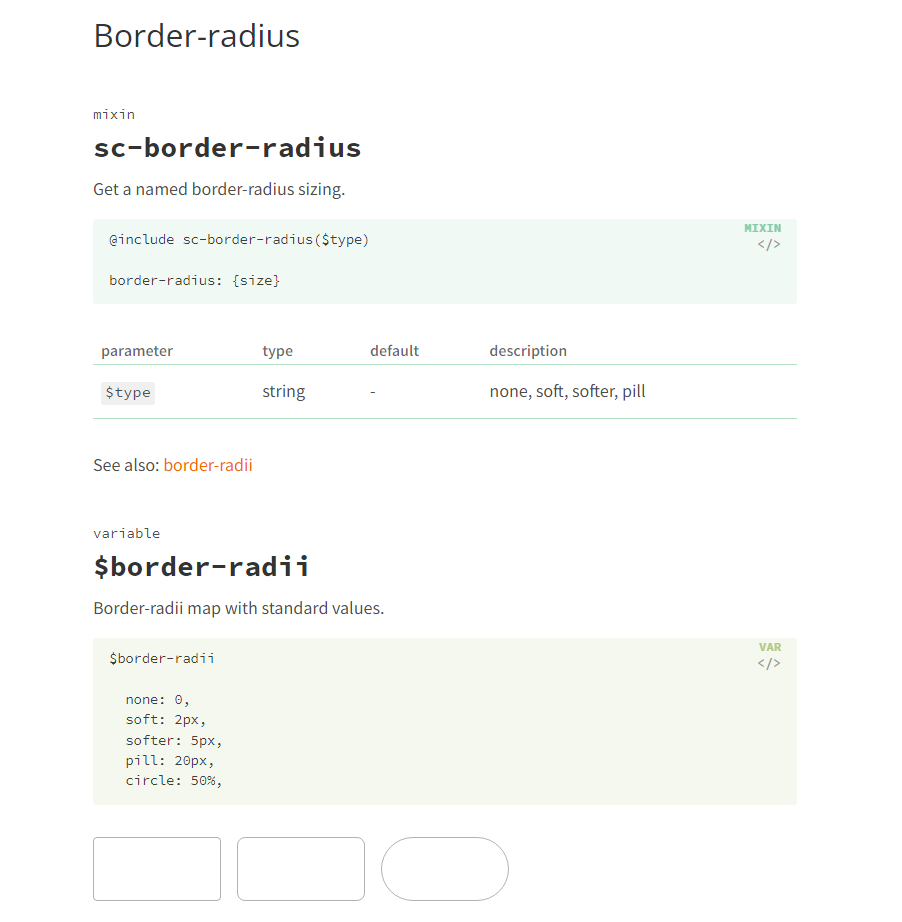 Border-radius
mixin
sc-border-radius
Get a named border-radius sizing.
MIXIN
@include sc-border-radius($type)
</>
border-radius: {size}
parameter type default description
$type string - none, soft, softer, pill
See also: border-radii
variable
$border-radii
Border-radii map with standard values.
VAR
$border-radii
</>
none: 0,
soft: 2px,
softer: 5px,
pill: 20px,
circle: 50%,